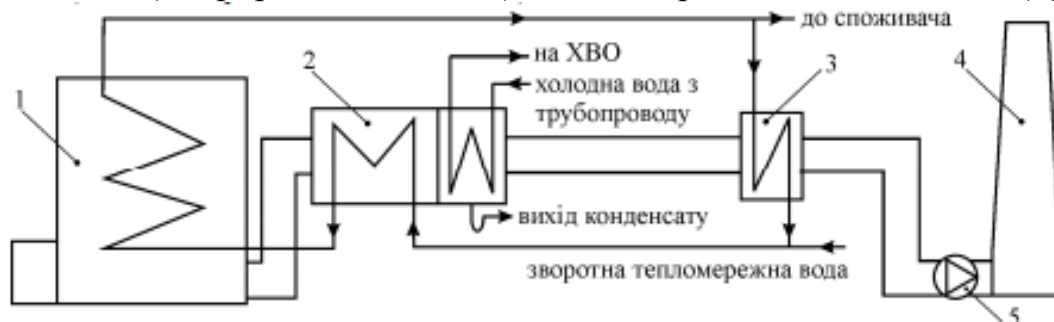 до споживача
на ХВО
2
3
4
холодна вода з
трубопроводу
1
вихід конденсату
зворотна тепломережна вода
5